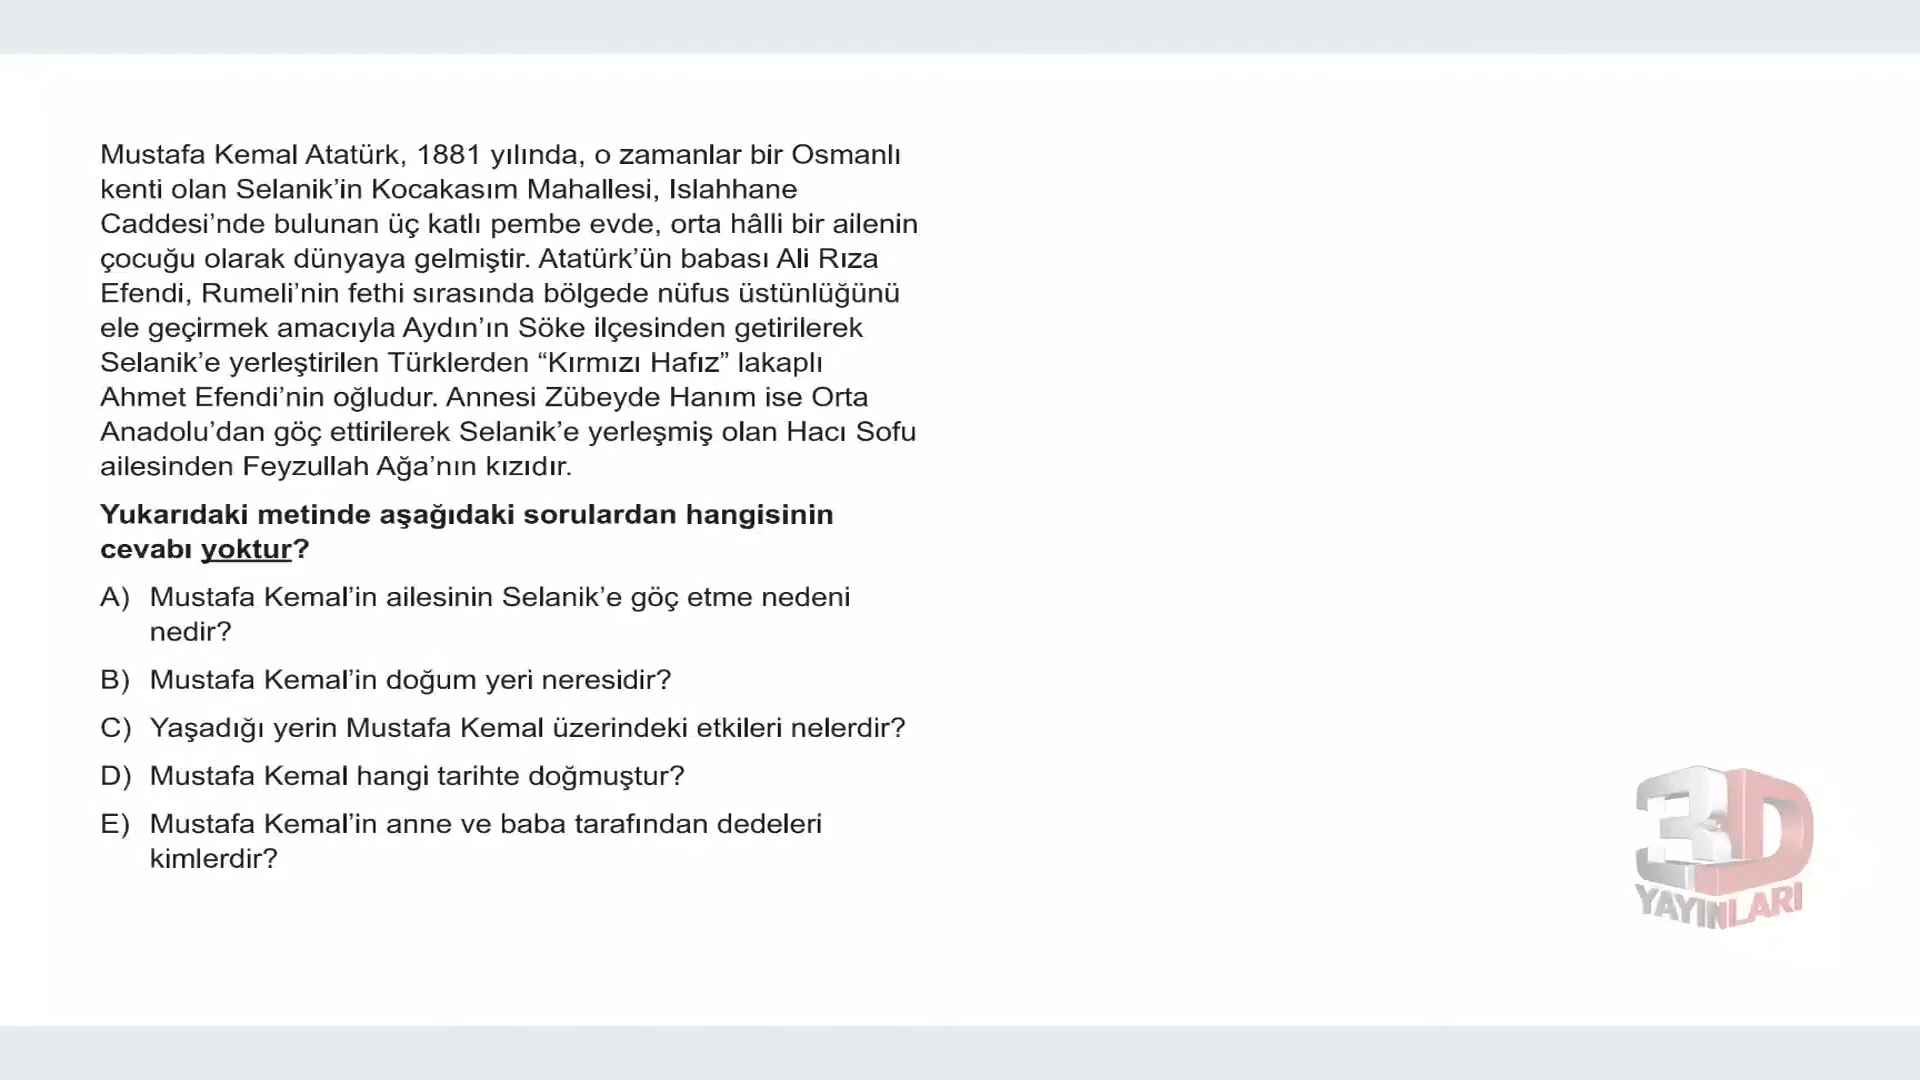 Mustafa Kemal Atatürk, 1881 yılında, o zamanlar bir Osmanlı
kenti olan Selanik’in Kocakasım Mahallesi, Islahhane
Caddesi’nde bulunan üç katlı pembe evde, orta hâlli bir ailenin
çocuğu olarak dünyaya gelmiştir. Atatürk’ün babası Ali Rıza
Efendi, Rumeli’nin fethi sırasında bölgede nüfus üstünlüğünü
ele geçirmek amacıyla Aydın’ın Söke ilçesinden getirilerek
Selanik’e yerleştirilen Türklerden “Kırmızı Hafız” lakaplı
Ahmet Efendi’nin oğludur. Annesi Zübeyde Hanım ise Orta
Anadolu’dan göç ettirilerek Selanik’e yerleşmiş olan Hacı Sofu
ailesinden Feyzullah Ağa’nın kızıdır.
Yukarıdaki metinde aşağıdaki sorulardan hangisinin
cevabı yoktur?
A) Mustafa Kemal’in ailesinin Selanik’e göç etme nedeni
nedir?
B) Mustafa Kemal’in doğum yeri neresidir?
C) Yaşadığı yerin Mustafa Kemal üzerindeki etkileri nelerdir?
D) Mustafa Kemal hangi tarihte doğmuştur?
E) Mustafa Kemal’in anne ve baba tarafından dedeleri
kimlerdir?
3D
YAYINLARI